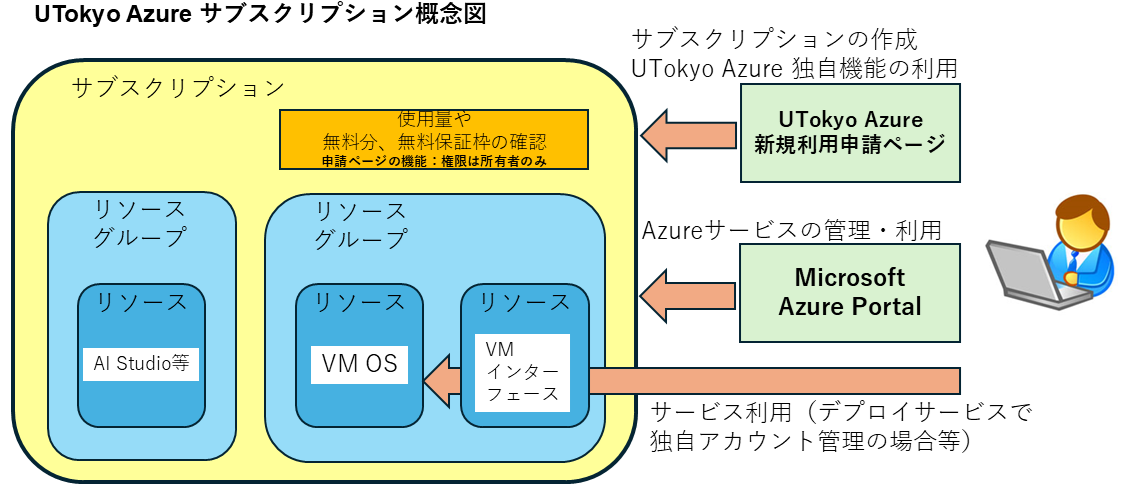 UTokyo Azure サブスクリプション概念図
サブスクリプションの作成
UTokyo Azure 独自機能の利用
サブスクリプション
使用量や
無料分、無料保証枠の確認
申請ページの機能：権限は所有者のみ
UTokyo Azure
新規利用申請ページ
リソース
グループ
リソース
AI Studio等
リソース
グループ
リソース
VM OS
リソース
VM
インター
フェース
Azureサービスの管理・利用
Microsoft
Azure Portal
サービス利用（デプロイサービスで
独自アカウント管理の場合等）